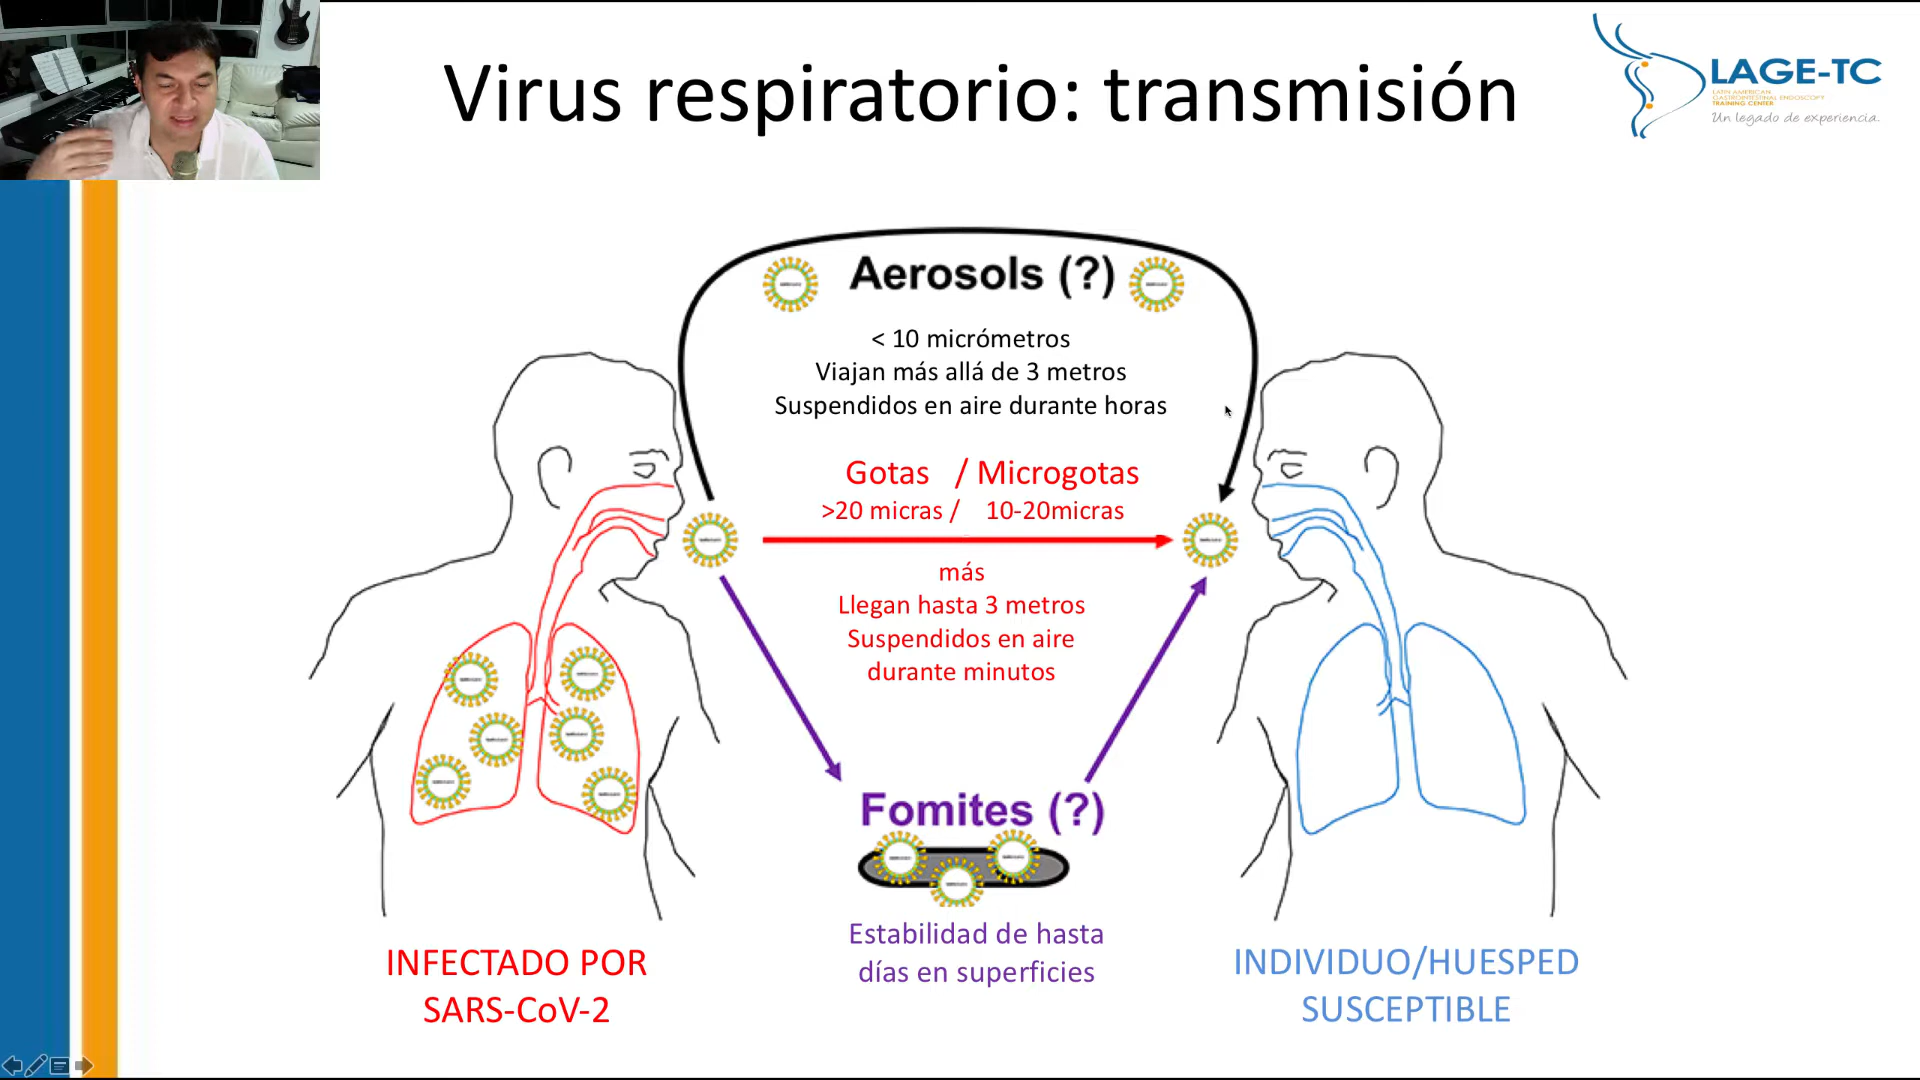 Virus respiratorio: transmisión
LAGE-TC
LATIN AMERICAN
GASTROINTESTINAL ENDOSCOPY
TRAINING CENTER
Un legado de experiencia.
Aerosols (?)
< 10 micrómetros
Viajan más allá de 3 metros
Suspendidos en aire durante horas
Gotas / Microgotas
>20 micras / 10-20micras
más
Llegan hasta 3 metros
Suspendidos en aire
durante minutos
Fomites (?)
Estabilidad de hasta
días en superficies
INFECTADO POR
SARS-CoV-2
INDIVIDUO/HUESPED
SUSCEPTIBLE